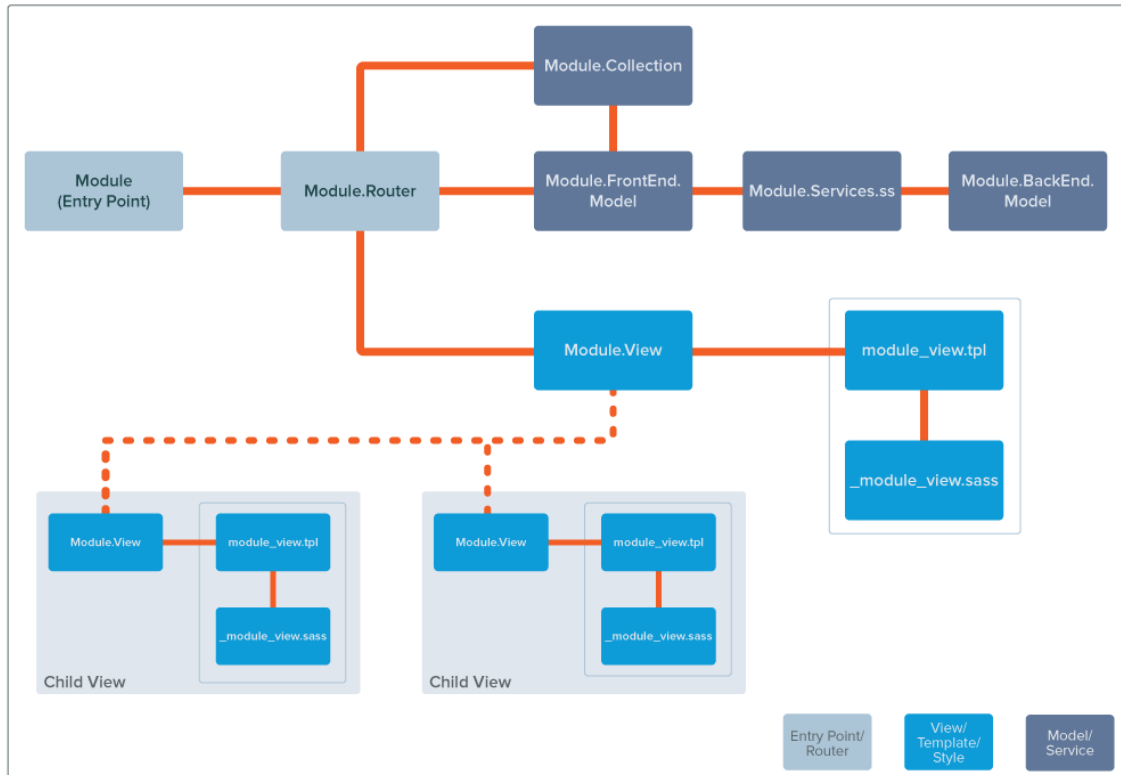 Module.Collection
Module
(Entry Point)
Module.Router
Module.FrontEnd.
Model
Module.Services.ss
Module.BackEnd.
Model
Module.View
module_view.tpl
_module_view.sass
Module.View
module_view.tpl
_module_view.sass
Child View
Module.View
module_view.tpl
_module_view.sass
Child View
Entry Point/
Router
View/
Template/
Style
Model/
Service